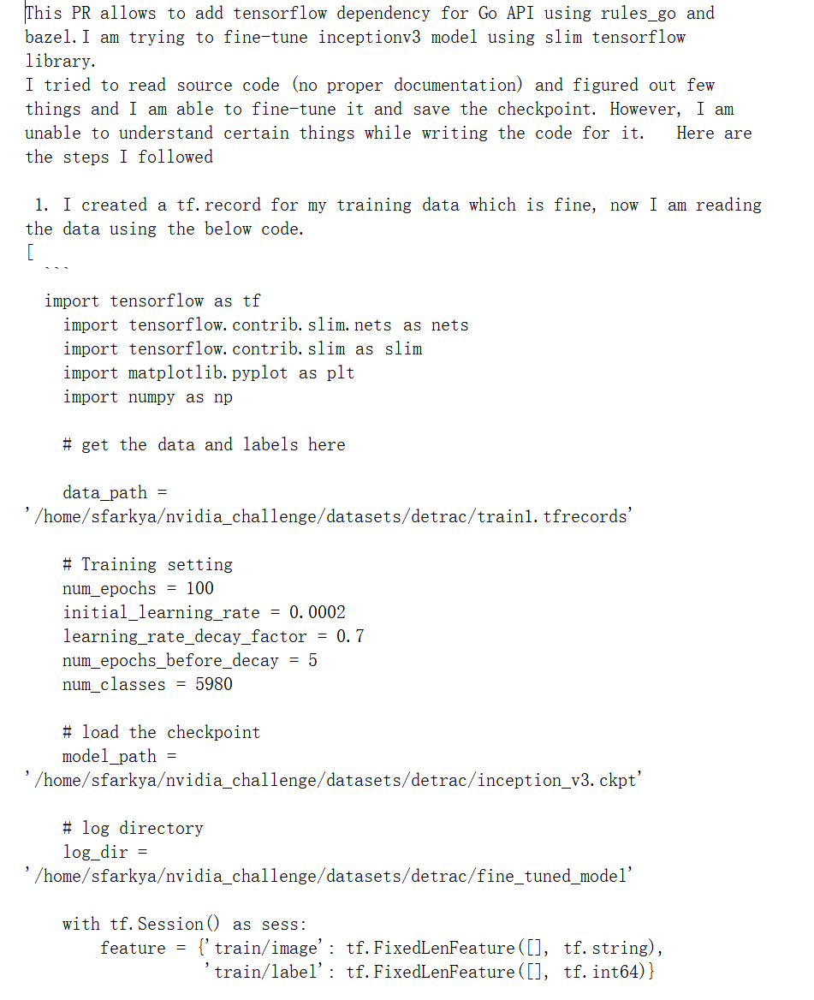 This PR allows to add tensorflow dependency for Go API using rules_go and
bazel.I am trying to fine-tune inceptionv3 model using slim tensorflow
library.
I tried to read source code (no proper documentation) and figured out few
things and I am able to fine-tune it and save the checkpoint. However, I am
unable to understand certain things while writing the code for it.   Here are
the steps I followed

 1. I created a tf.record for my training data which is fine, now I am reading
the data using the below code.
[
  ```
  import tensorflow as tf
    import tensorflow.contrib.slim.nets as nets
    import tensorflow.contrib.slim as slim
    import matplotlib.pyplot as plt
    import numpy as np

    # get the data and labels here

    data_path =
'/home/sfarkya/nvidia_challenge/datasets/detrac/train1.tfrecords'

    # Training setting
    num_epochs = 100
    initial_learning_rate = 0.0002
    learning_rate_decay_factor = 0.7
    num_epochs_before_decay = 5
    num_classes = 5980

    # load the checkpoint
    model_path =
'/home/sfarkya/nvidia_challenge/datasets/detrac/inception_v3.ckpt'

    # log directory
    log_dir =
'/home/sfarkya/nvidia_challenge/datasets/detrac/fine_tuned_model'

    with tf.Session() as sess:
        feature = {'train/image': tf.FixedLenFeature([], tf.string),
                   'train/label': tf.FixedLenFeature([], tf.int64)}